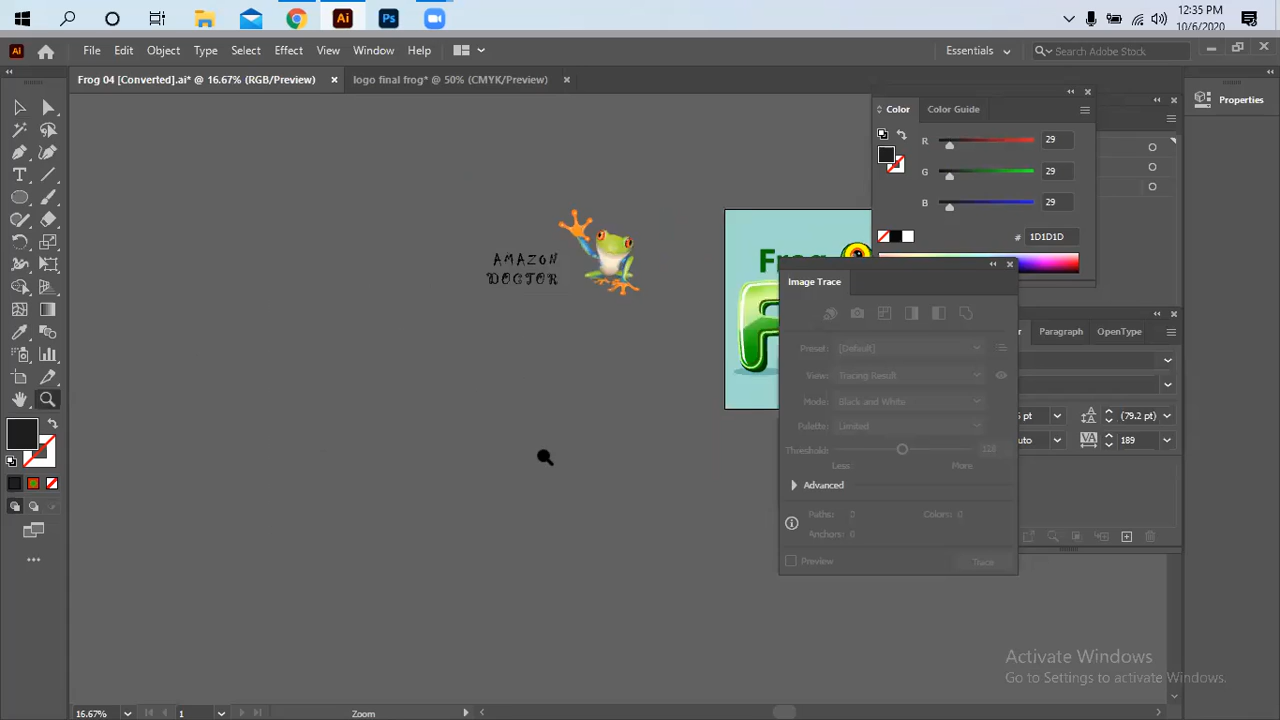 12:35 PM
10/6/2020
File Edit Object Type Select Effect View Window Help
Essentials
Search Adobe Stock
Frog 04 [Converted].ai* @ 16.67% (RGB/Preview) ×
logo final frog* @ 50% (CMYK/Preview) ×
Color Color Guide
Properties
R 29
G 29
B 29
# 1D1D1D
AMAZON
DOCTOR
Frog
F
Image Trace
Preset: [Default]
View: Tracing Result
Mode: Black and White
Palette: Limited
Threshold: 128
Less More
Advanced
Paths: 0 Colors: 0
Anchors: 0
Preview Trace
Paragraph OpenType
pt (79.2 pt)
189
Activate Windows
Go to Settings to activate Windows.
16.67% 1 Zoom